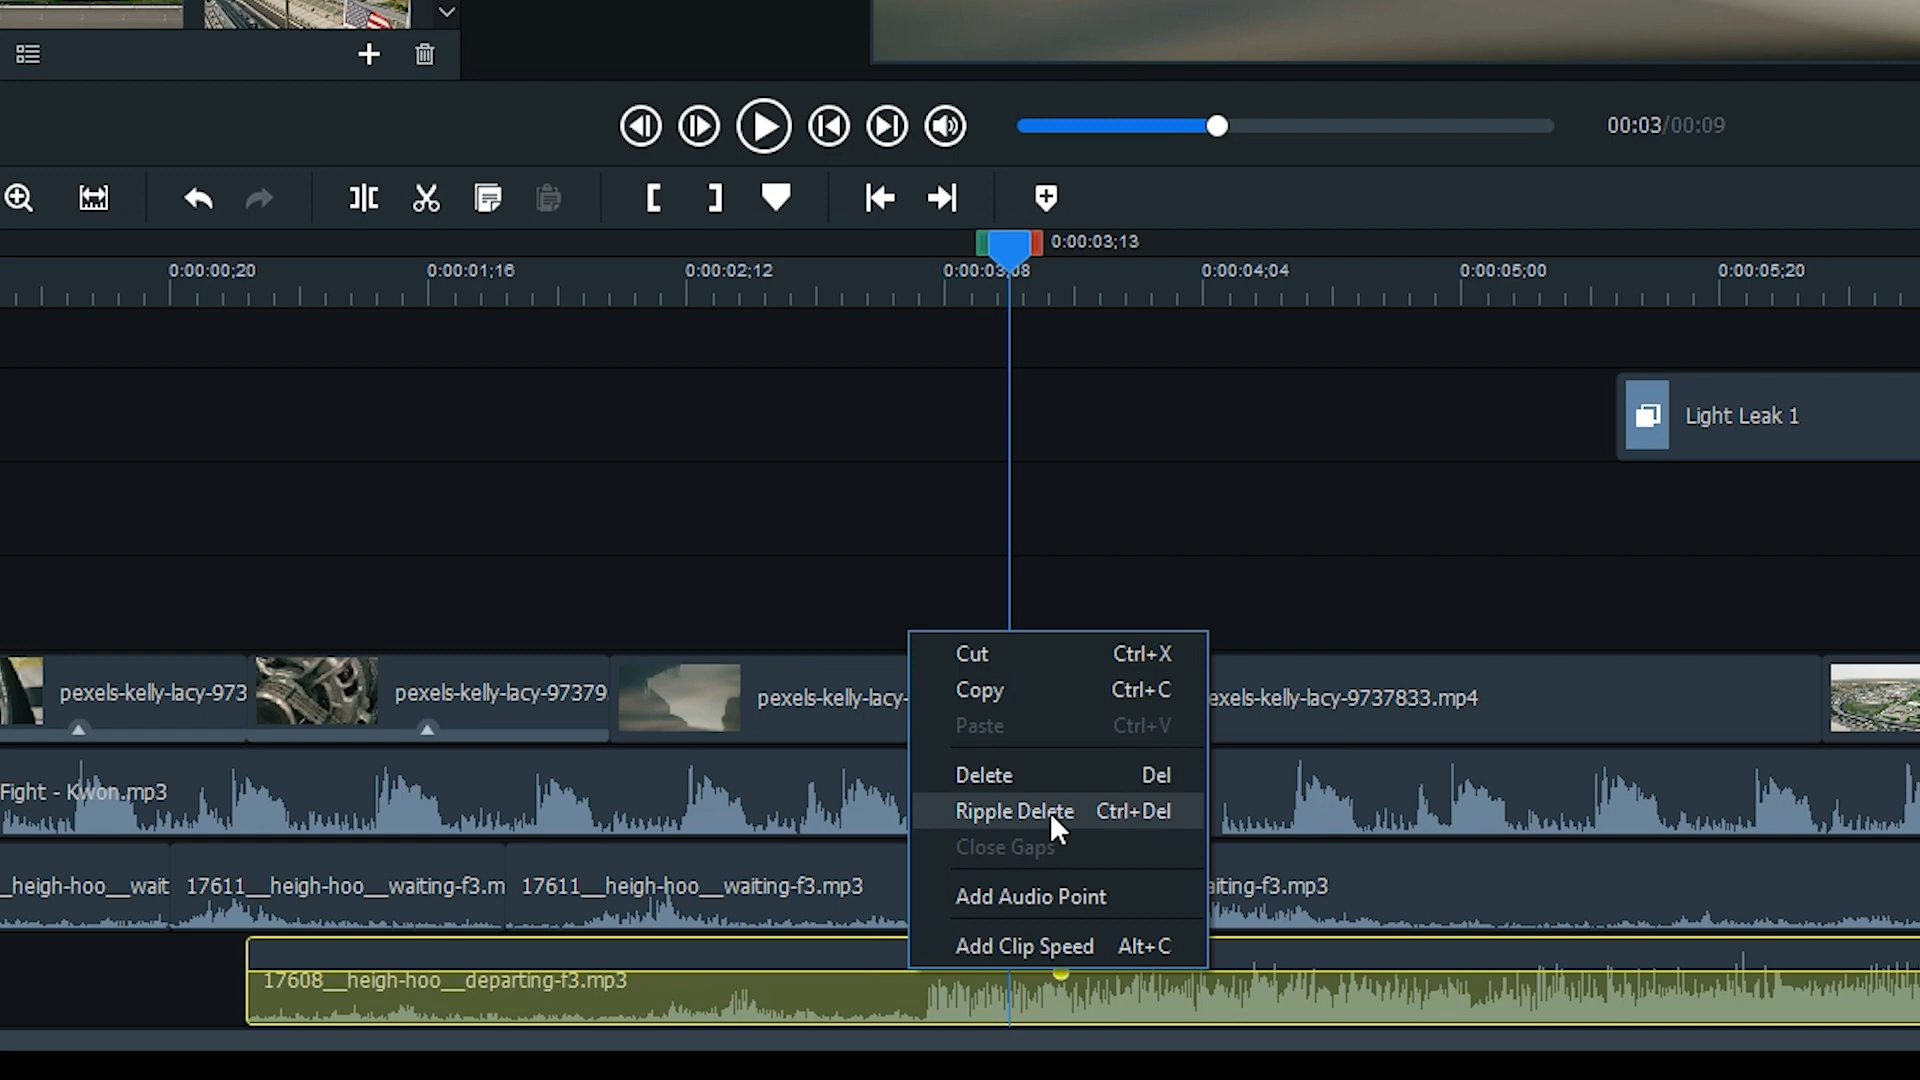 00:03/00:09
0:00:03;13
0:00:00;20 0:00:01;16 0:00:02;12 0:00:03;08 0:00:04;04 0:00:05;00 0:00:05;20
Light Leak 1
pexels-kelly-lacy-973 pexels-kelly-lacy-97379 pexels-kelly-lacy- exels-kelly-lacy-9737833.mp4
Fight - Kwon.mp3
_heigh-hoo__wait 17611__heigh-hoo__waiting-f3.m 17611__heigh-hoo__waiting-f3.mp3 aiting-f3.mp3
17608__heigh-hoo__departing-f3.mp3
Cut Ctrl+X
Copy Ctrl+C
Paste Ctrl+V
Delete Del
Ripple Delete Ctrl+Del
Close Gaps
Add Audio Point
Add Clip Speed Alt+C